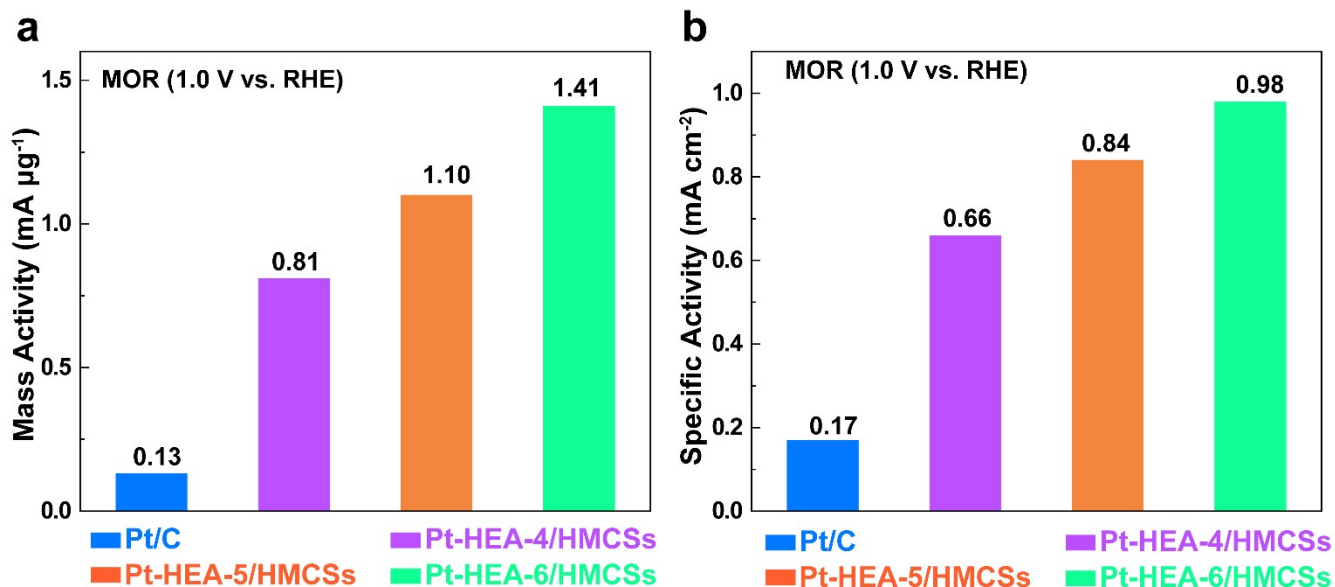 a
MOR (1.0 V vs. RHE)
Mass Activity (mA µg⁻¹)
1.5
1.0
0.5
0.0
0.13
0.81
1.10
1.41
Pt/C
Pt-HEA-4/HMCSs
Pt-HEA-5/HMCSs
Pt-HEA-6/HMCSs
b
MOR (1.0 V vs. RHE)
Specific Activity (mA cm⁻²)
1.0
0.8
0.6
0.4
0.2
0.0
0.17
0.66
0.84
0.98
Pt/C
Pt-HEA-4/HMCSs
Pt-HEA-5/HMCSs
Pt-HEA-6/HMCSs